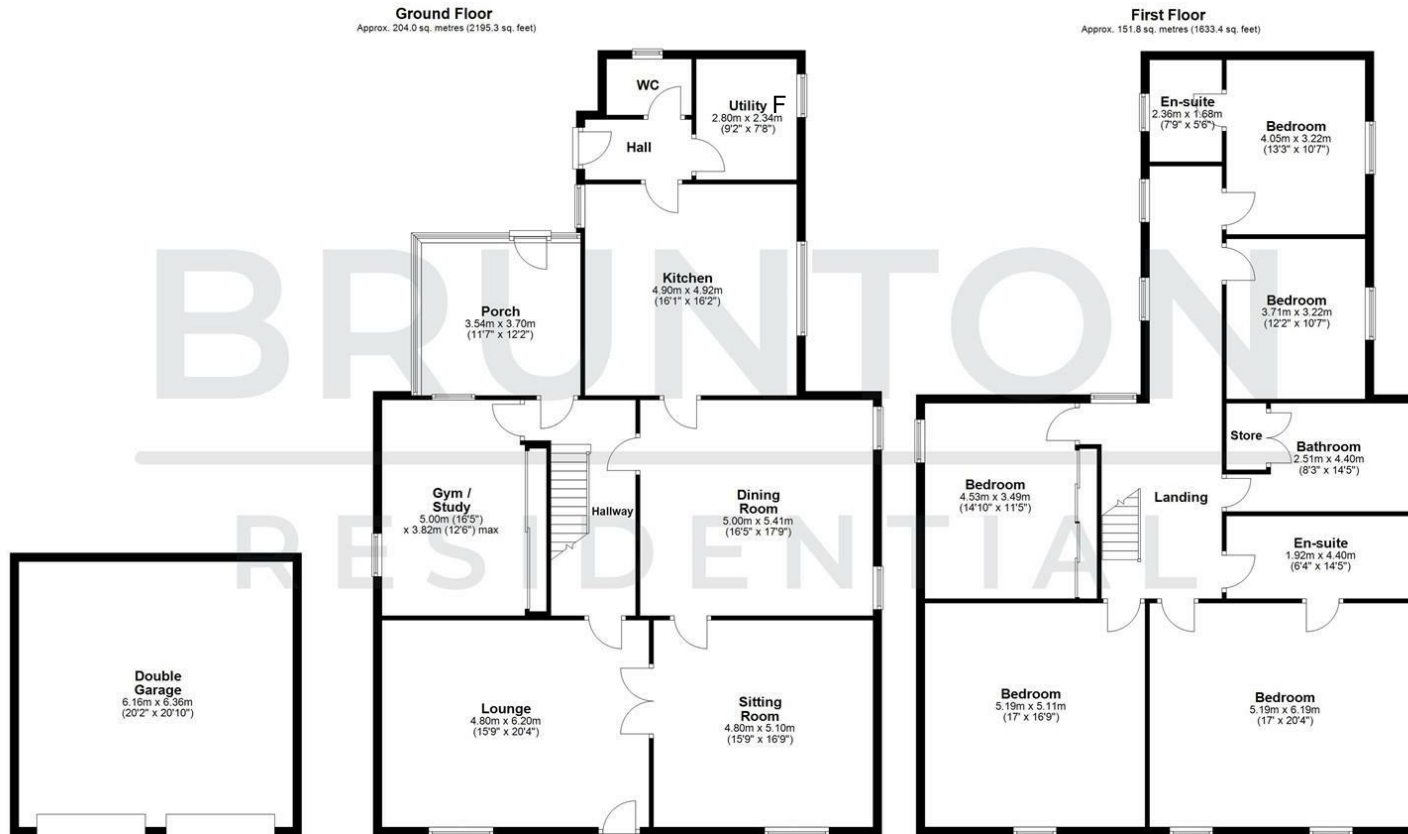 Ground Floor
Approx. 204.0 sq. metres (2195.3 sq. feet)
WC
Utility F
2.80m x 2.34m
(9'2" x 7'8")
Hall
Kitchen
4.90m x 4.92m
(16'1" x 16'2")
Porch
3.54m x 3.70m
(11'7" x 12'2")
Gym /
Study
5.00m (16'5")
x 3.82m (12'6") max
Hallway
Dining
Room
5.00m x 5.41m
(16'5" x 17'9")
Double
Garage
6.16m x 6.36m
(20'2" x 20'10")
Lounge
4.80m x 6.20m
(15'9" x 20'4")
Sitting
Room
4.80m x 5.10m
(15'9" x 16'9")
First Floor
Approx. 151.8 sq. metres (1633.4 sq. feet)
En-suite
2.36m x 1.68m
(7'9" x 5'6")
Bedroom
4.05m x 3.22m
(13'3" x 10'7")
Bedroom
3.71m x 3.22m
(12'2" x 10'7")
Store
Bathroom
2.51m x 4.40m
(8'3" x 14'5")
Bedroom
4.53m x 3.49m
(14'10" x 11'5")
Landing
En-suite
1.92m x 4.40m
(6'4" x 14'5")
Bedroom
5.19m x 5.11m
(17' x 16'9")
Bedroom
5.19m x 6.19m
(17' x 20'4")
BRUNTON
RESIDENTIAL